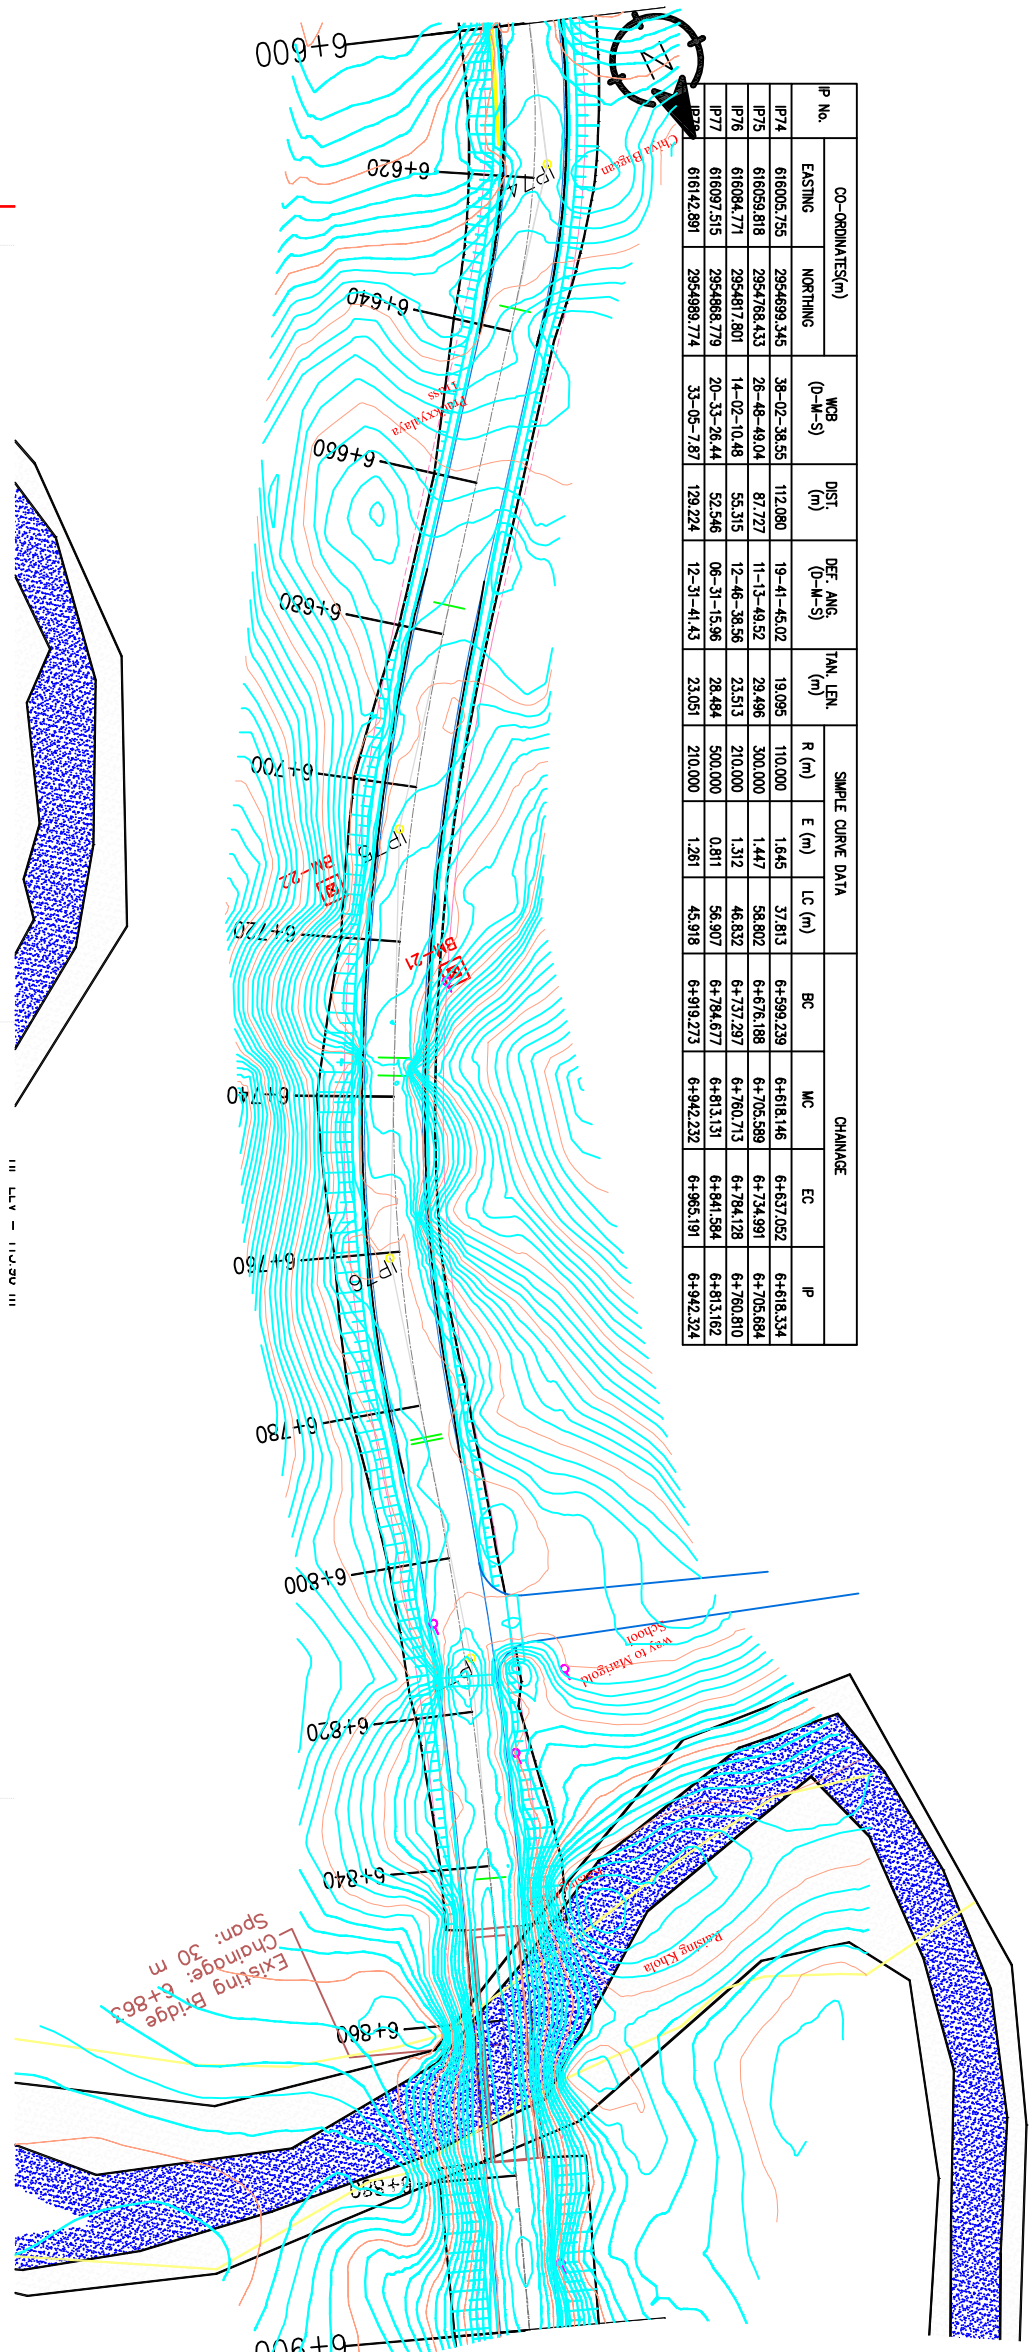 IP No. CO-ORDINATES(m) WCB (D-M-S) DIST. (m) DEF. ANG. (D-M-S) TAN. LEN. (m) SIMPLE CURVE DATA CHAINAGE
EASTING NORTHING R (m) E (m) LC (m) BC MC EC IP
IP74 616005.755 2954699.345 38-02-38.55 112.080 19-41-45.02 19.095 110.000 1.645 37.813 6+599.239 6+618.146 6+637.052 6+618.334
IP75 616059.818 2954768.433 26-48-49.04 87.727 11-13-49.52 29.496 300.000 1.447 58.802 6+676.188 6+705.589 6+734.991 6+705.684
IP76 616084.771 2954817.801 14-02-10.48 55.315 12-46-38.56 23.513 210.000 1.312 46.832 6+737.297 6+760.713 6+784.128 6+760.810
IP77 616097.515 2954868.779 20-33-26.44 52.546 06-31-15.96 28.484 500.000 0.811 56.907 6+784.677 6+813.131 6+841.584 6+813.162
616142.891 2954989.774 33-05-7.87 129.224 12-31-41.43 23.051 210.000 1.261 45.918 6+919.273 6+942.232 6+965.191 6+942.324
N
6+600
Chiya Bagaan
6+620
IP74
6+640
6+660
6+680
6+700
IP75
BM-22
6+720
BM-21
6+740
6+760
IP76
6+780
6+800
way to Marigold
School
6+820
6+840
Raising Khola
Existing Bridge
Chainage: 6+863
Span: 30 m
6+860
6+880
6+900